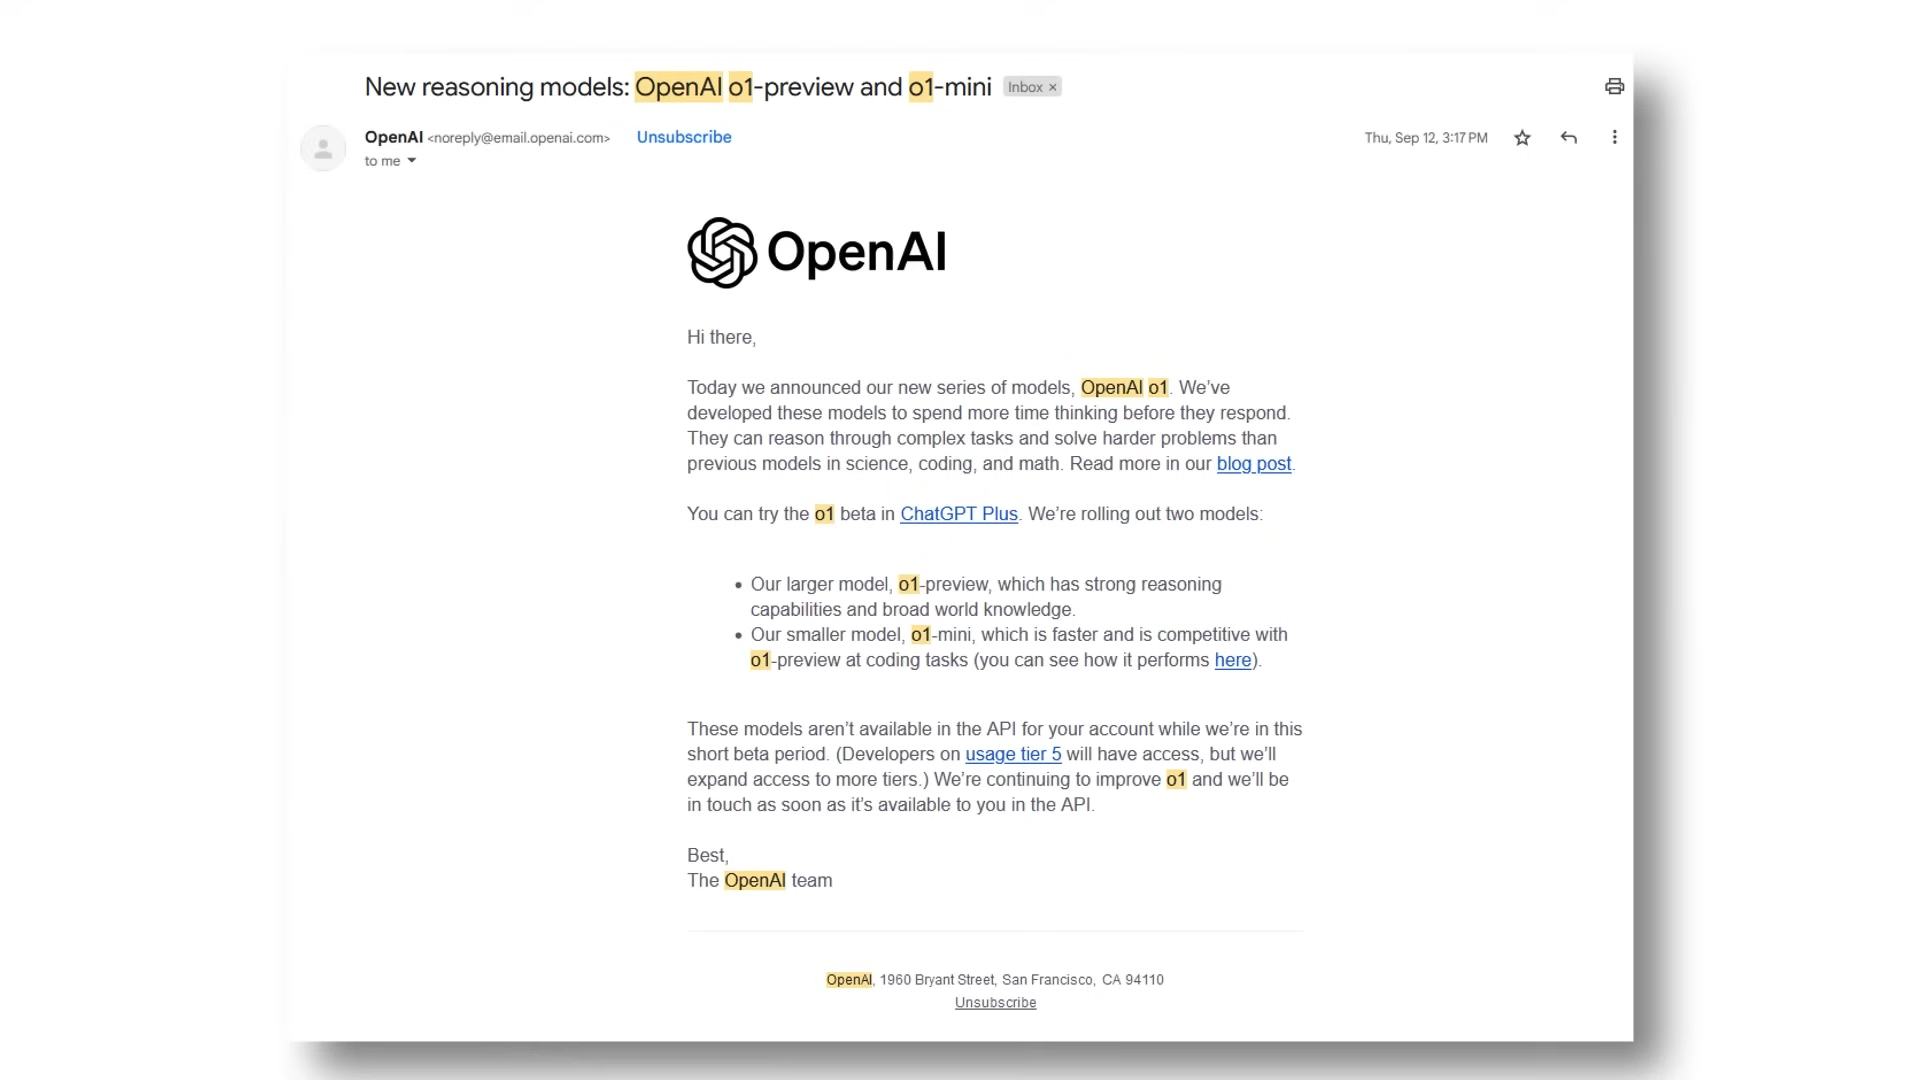 New reasoning models: OpenAI o1-preview and o1-mini Inbox ×
OpenAI <noreply@email.openai.com> Unsubscribe Thu, Sep 12, 3:17 PM
to me
OpenAI
Hi there,
Today we announced our new series of models, OpenAI o1. We’ve
developed these models to spend more time thinking before they respond.
They can reason through complex tasks and solve harder problems than
previous models in science, coding, and math. Read more in our blog post.
You can try the o1 beta in ChatGPT Plus. We’re rolling out two models:
• Our larger model, o1-preview, which has strong reasoning
capabilities and broad world knowledge.
• Our smaller model, o1-mini, which is faster and is competitive with
o1-preview at coding tasks (you can see how it performs here).
These models aren’t available in the API for your account while we’re in this
short beta period. (Developers on usage tier 5 will have access, but we’ll
expand access to more tiers.) We’re continuing to improve o1 and we’ll be
in touch as soon as it’s available to you in the API.
Best,
The OpenAI team
OpenAI, 1960 Bryant Street, San Francisco, CA 94110
Unsubscribe